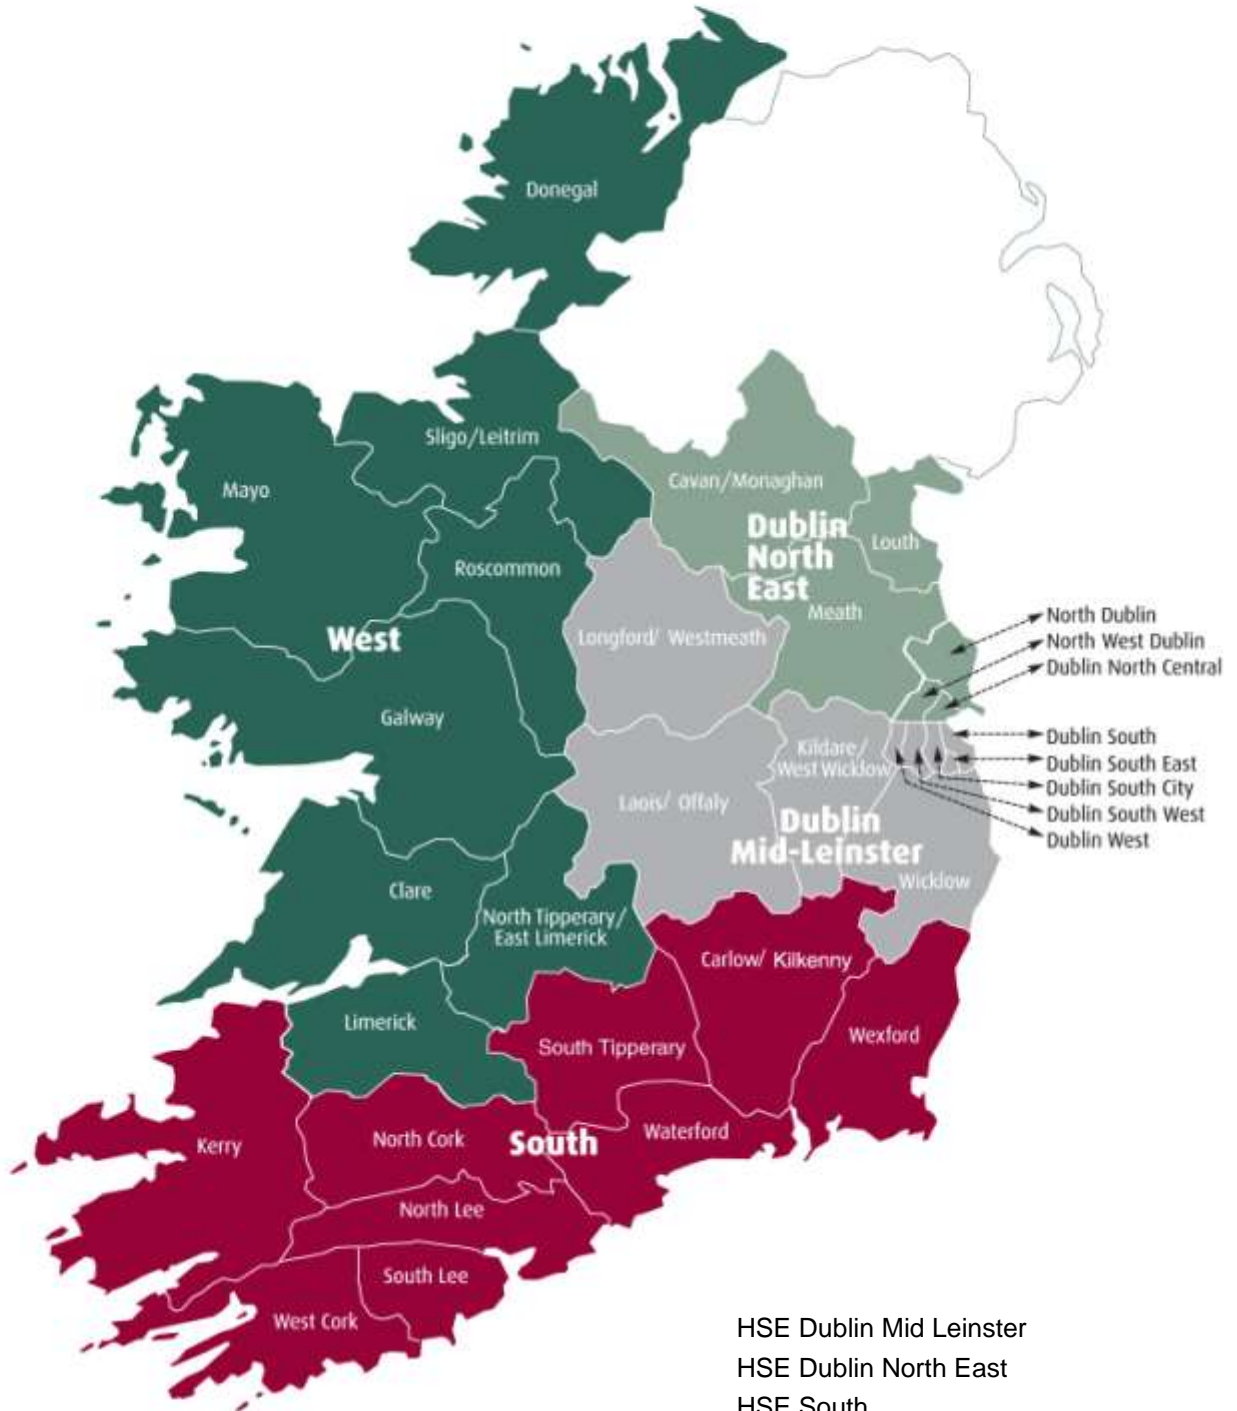 Donegal
Sligo/Leitrim
Mayo
Cavan/Monaghan
Dublin
North
East
Louth
Roscommon
Meath
North Dublin
North West Dublin
Dublin North Central
West
Longford/ Westmeath
Galway
Dublin South
Dublin South East
Dublin South City
Dublin South West
Dublin West
Kildare/
West Wicklow
Laois/ Offaly
Dublin
Mid-Leinster
Wicklow
Clare
North Tipperary/
East Limerick
Carlow/ Kilkenny
Limerick
Wexford
South Tipperary
Kerry
North Cork
South
Waterford
North Lee
South Lee
West Cork
HSE Dublin Mid Leinster
HSE Dublin North East
HSE South